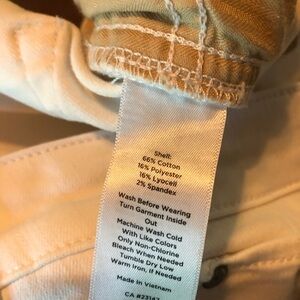 Shell:
66% Cotton
16% Polyester
16% Lyocell
2% Spandex
Wash Before Wearing
Turn Garment Inside
Out
Machine Wash Cold
With Like Colors
Only Non-Chlorine
Bleach When Needed
Tumble Dry Low
Warm Iron, If Needed
Made In Vietnam